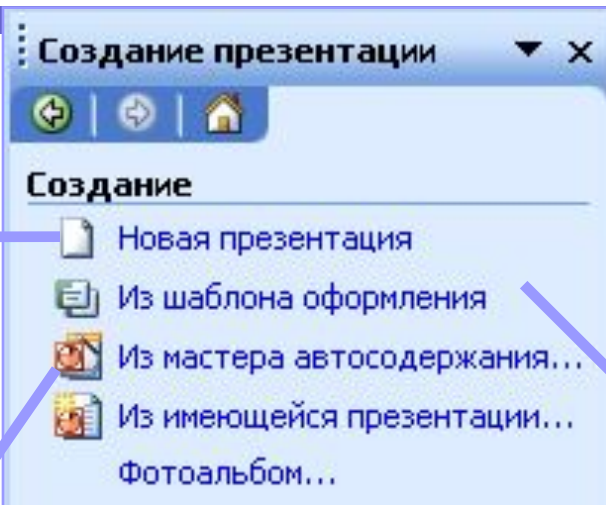 Создание презентации
Создание
Новая презентация
Из шаблона оформления
Из мастера автосодержания...
Из имеющейся презентации...
Фотоальбом...